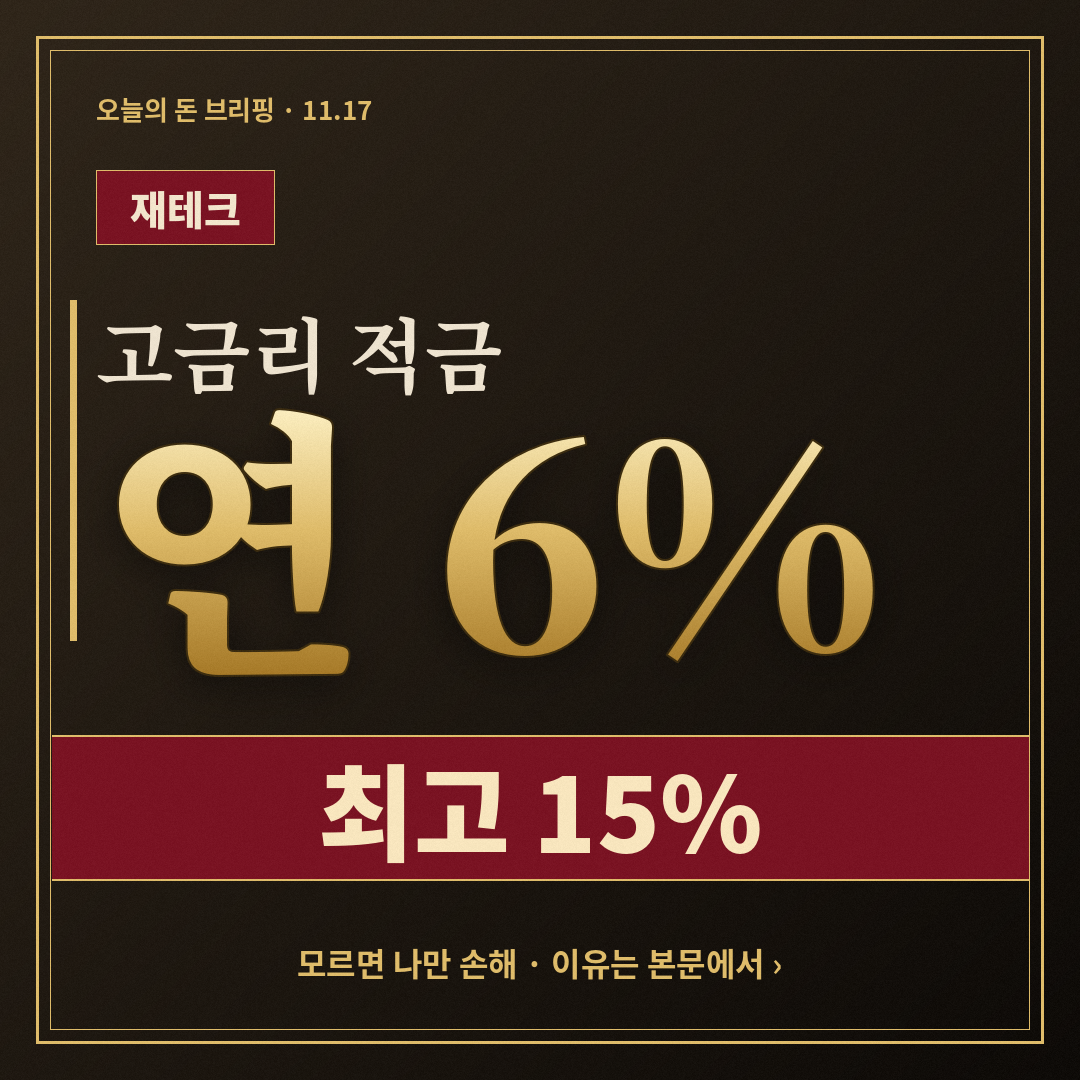 오늘의 돈 브리핑 · 11.17
재테크
고금리 적금
연 6%
최고 15%
모르면 나만 손해 · 이유는 본문에서 ›